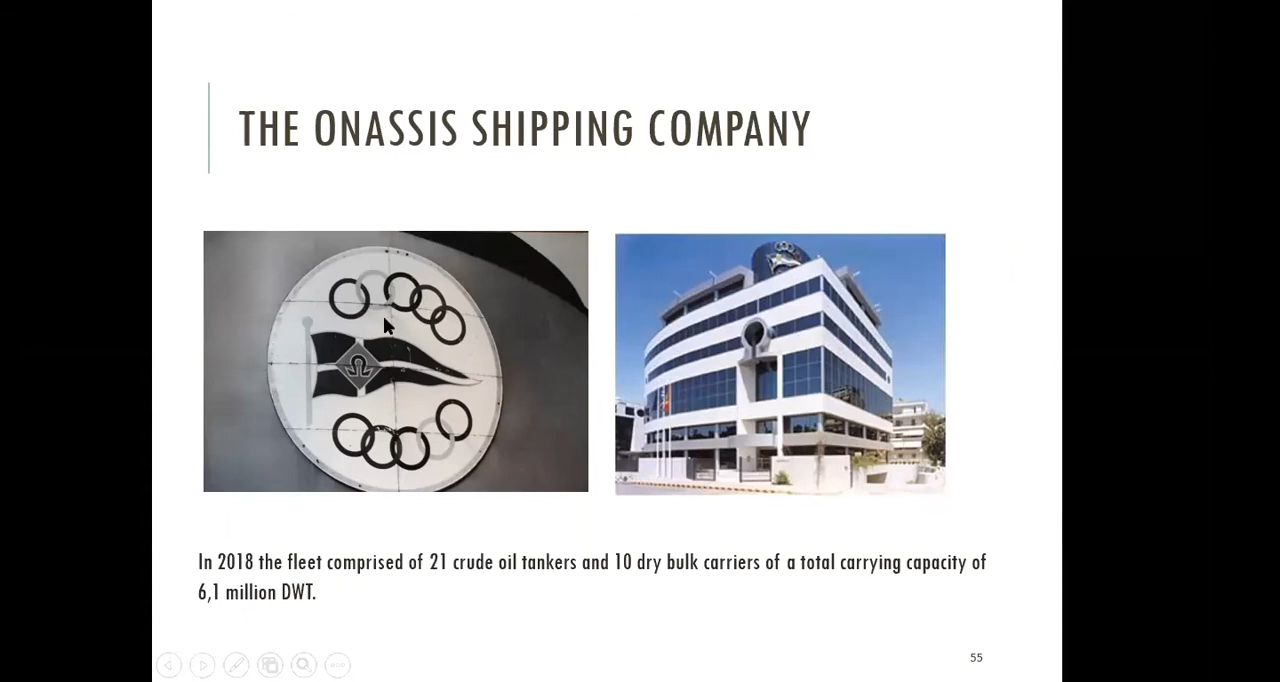 THE ONASSIS SHIPPING COMPANY
Ω
In 2018 the fleet comprised of 21 crude oil tankers and 10 dry bulk carriers of a total carrying capacity of
6,1 million DWT.
55